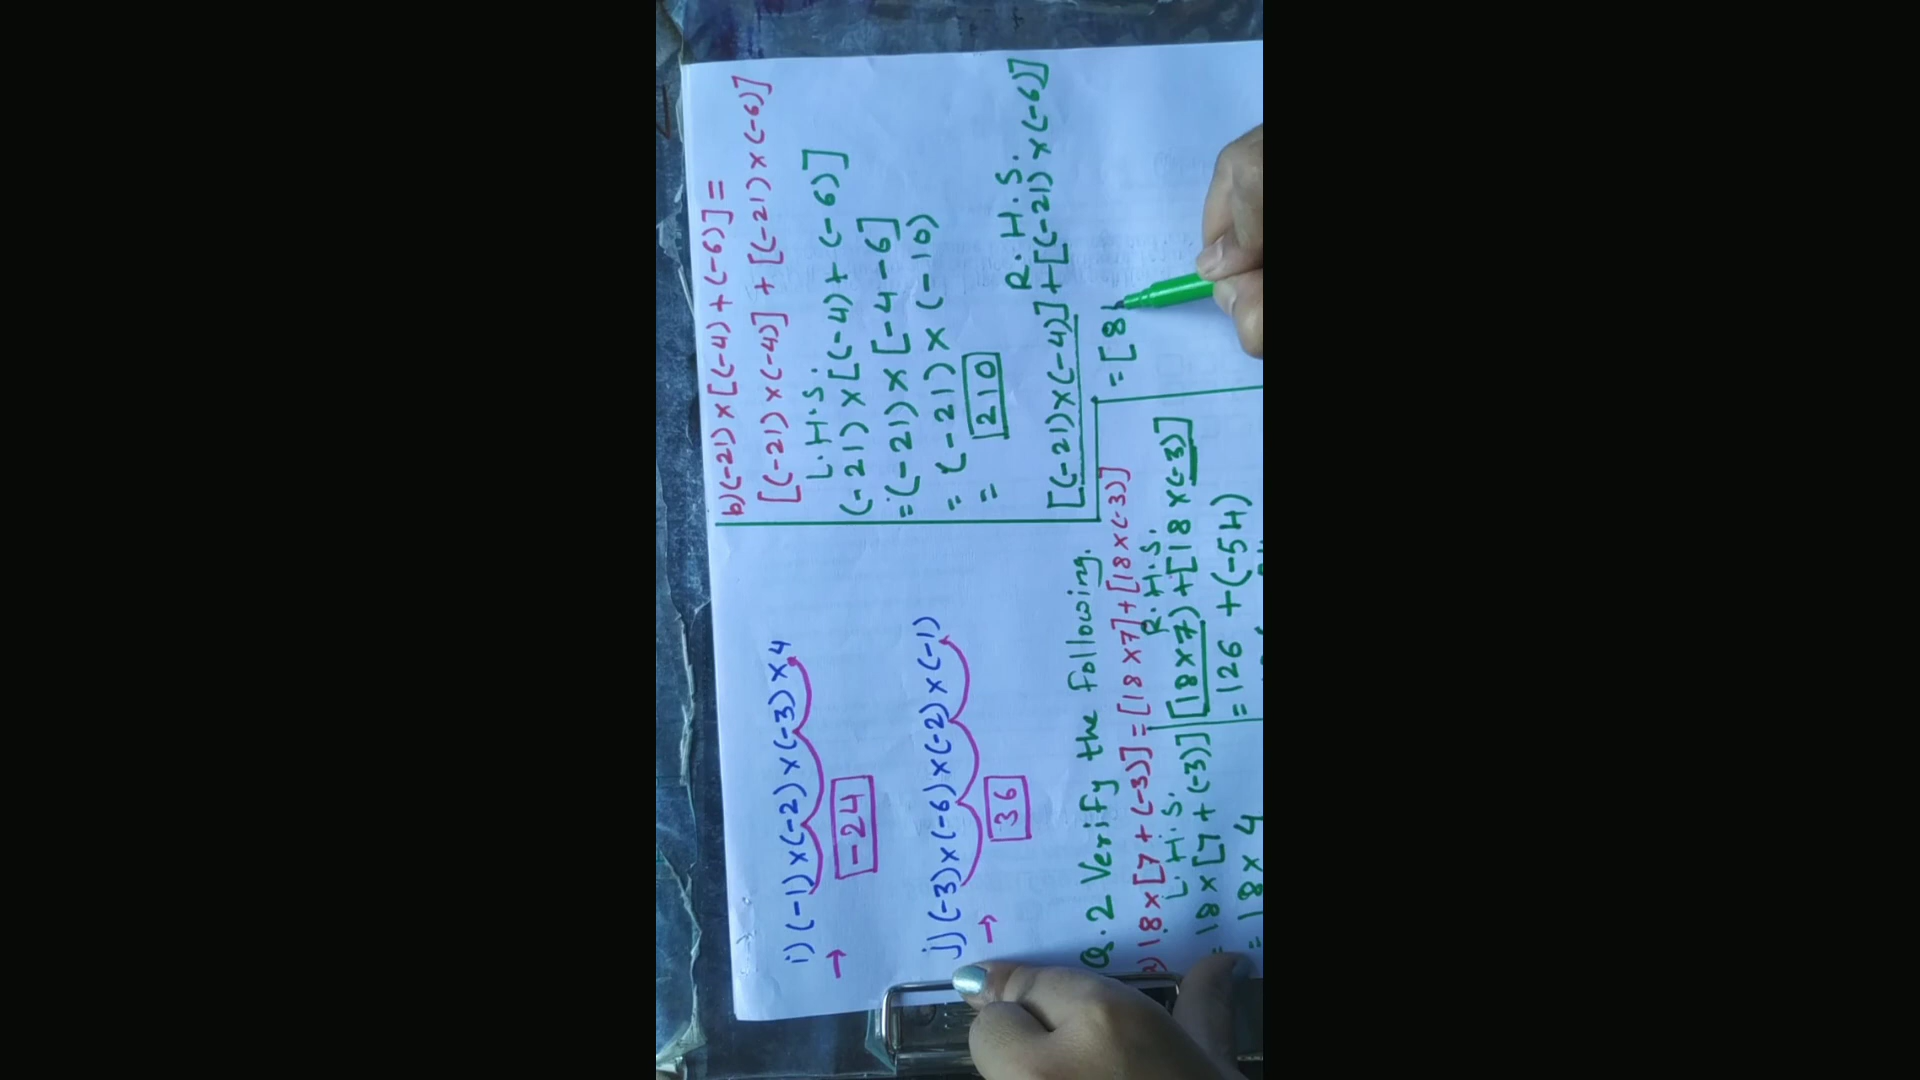 i) (-1) × (-2) × (-3) × 4
→ -24
j) (-3) × (-6) × (-2) × (-1)
→ 36
Q.2 Verify the following.
a) 18 × [7 + (-3)] = [18 × 7] + [18 × (-3)]
L.H.S.
= 18 × [7 + (-3)]
= 18 × 4
R.H.S.
[18 × 7) + [18 × (-3)]
= 126 + (-54)
b) (-21) × [(-4) + (-6)] =
[(-21) × (-4)] + [(-21) × (-6)]
L.H.S.
(-21) × [(-4) + (-6)]
= (-21) × [-4 -6]
= (-21) × (-10)
= 210
R.H.S.
[(-21) × (-4)] + [(-21) × (-6)]
= [8